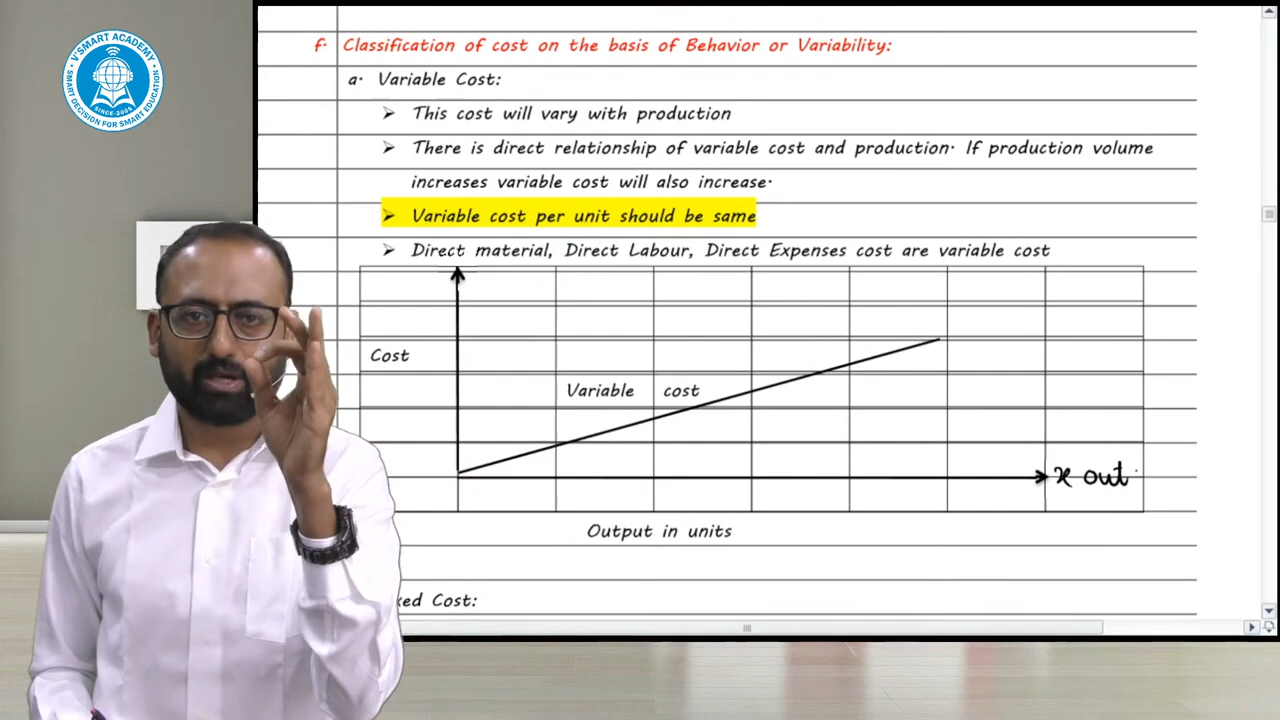 V'SMART ACADEMY
SMART DECISION FOR SMART EDUCATION
SINCE-2005
f. Classification of cost on the basis of Behavior or Variability:
a. Variable Cost:
➢ This cost will vary with production
➢ There is direct relationship of variable cost and production. If production volume
increases variable cost will also increase.
➢ Variable cost per unit should be same
➢ Direct material, Direct Labour, Direct Expenses cost are variable cost
Cost
Variable cost
x out
Output in units
Cost: